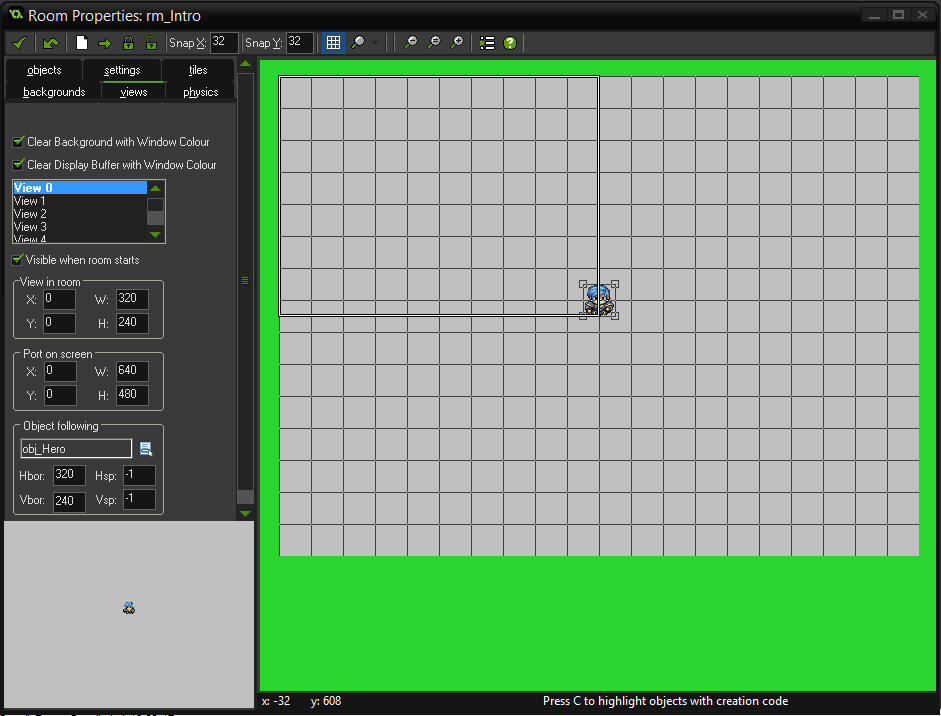 Room Properties: rm_Intro
Snap X: 32 Snap Y: 32
objects settings tiles
backgrounds views physics
Clear Background with Window Colour
Clear Display Buffer with Window Colour
View 0
View 1
View 2
View 3
View 4
Visible when room starts
View in room
X: 0 W: 320
Y: 0 H: 240
Port on screen
X: 0 W: 640
Y: 0 H: 480
Object following
obj_Hero
Hbor: 320 Hsp: -1
Vbor: 240 Vsp: -1
x: -32 y: 608 Press C to highlight objects with creation code